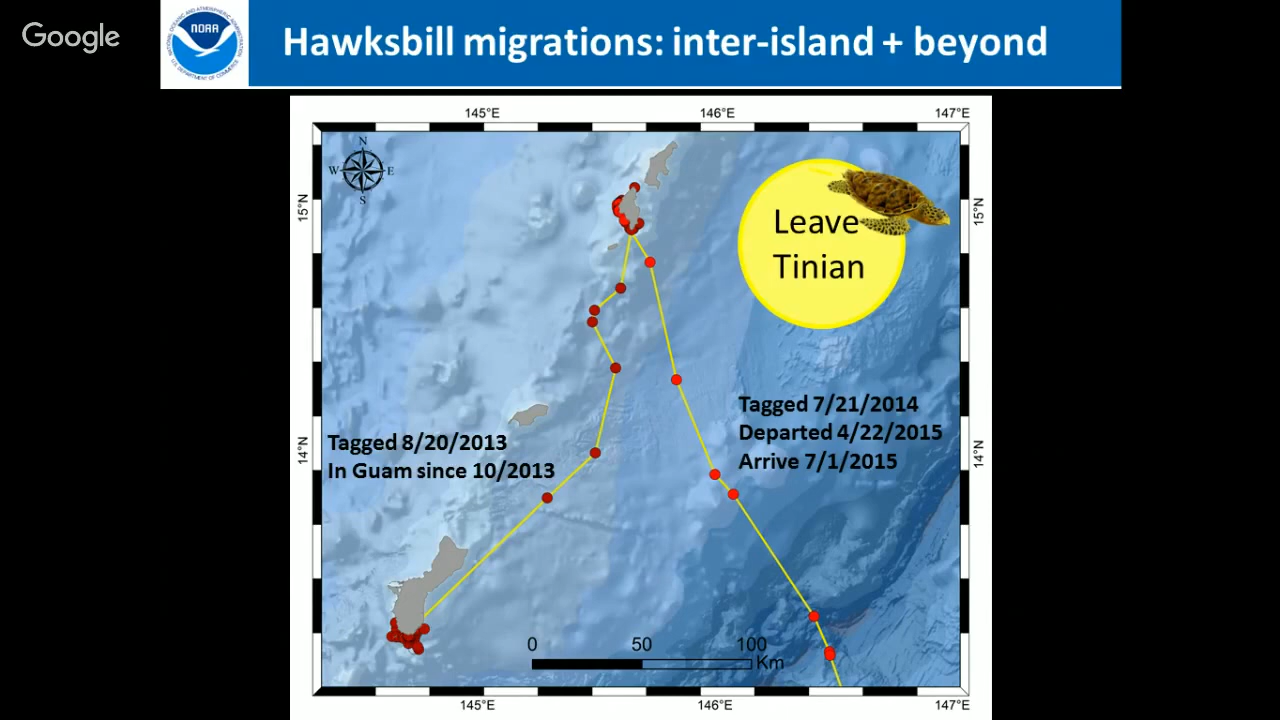 Google
NOAA
Hawksbill migrations: inter-island + beyond
145°E
146°E
147°E
N
W
E
S
15°N
15°N
Leave
Tinian
Tagged 7/21/2014
Departed 4/22/2015
Arrive 7/1/2015
Tagged 8/20/2013
In Guam since 10/2013
14°N
14°N
0
50
100
Km
145°E
146°E
147°E